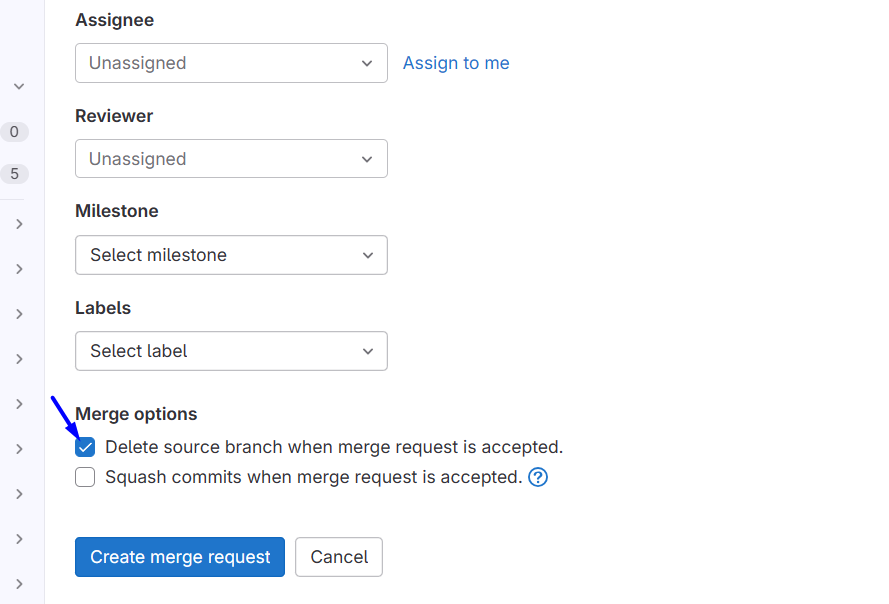 Assignee
Unassigned
Assign to me
Reviewer
Unassigned
0
5
Milestone
Select milestone
Labels
Select label
Merge options
Delete source branch when merge request is accepted.
Squash commits when merge request is accepted. ?
Create merge request
Cancel